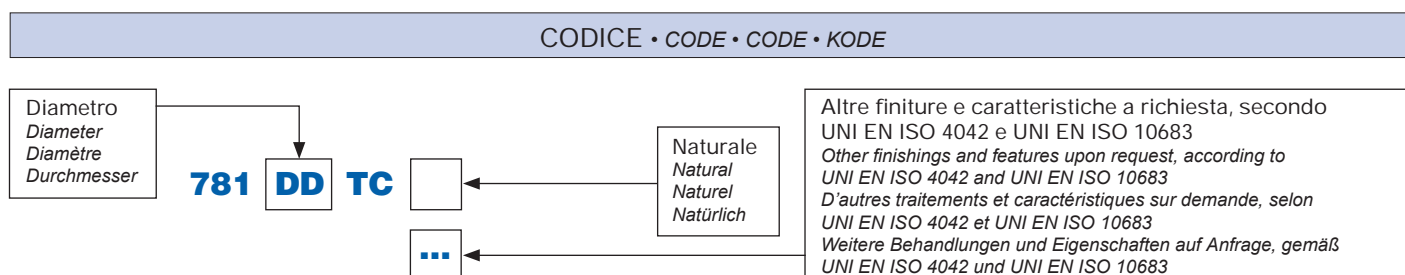 CODICE • CODE • CODE • KODE
Diametro
Diameter
Diamètre
Durchmesser
781 DD TC
Naturale
Natural
Naturel
Natürlich
...
Altre finiture e caratteristiche a richiesta, secondo
UNI EN ISO 4042 e UNI EN ISO 10683
Other finishings and features upon request, according to
UNI EN ISO 4042 and UNI EN ISO 10683
D'autres traitements et caractéristiques sur demande, selon
UNI EN ISO 4042 et UNI EN ISO 10683
Weitere Behandlungen und Eigenschaften auf Anfrage, gemäß
UNI EN ISO 4042 und UNI EN ISO 10683